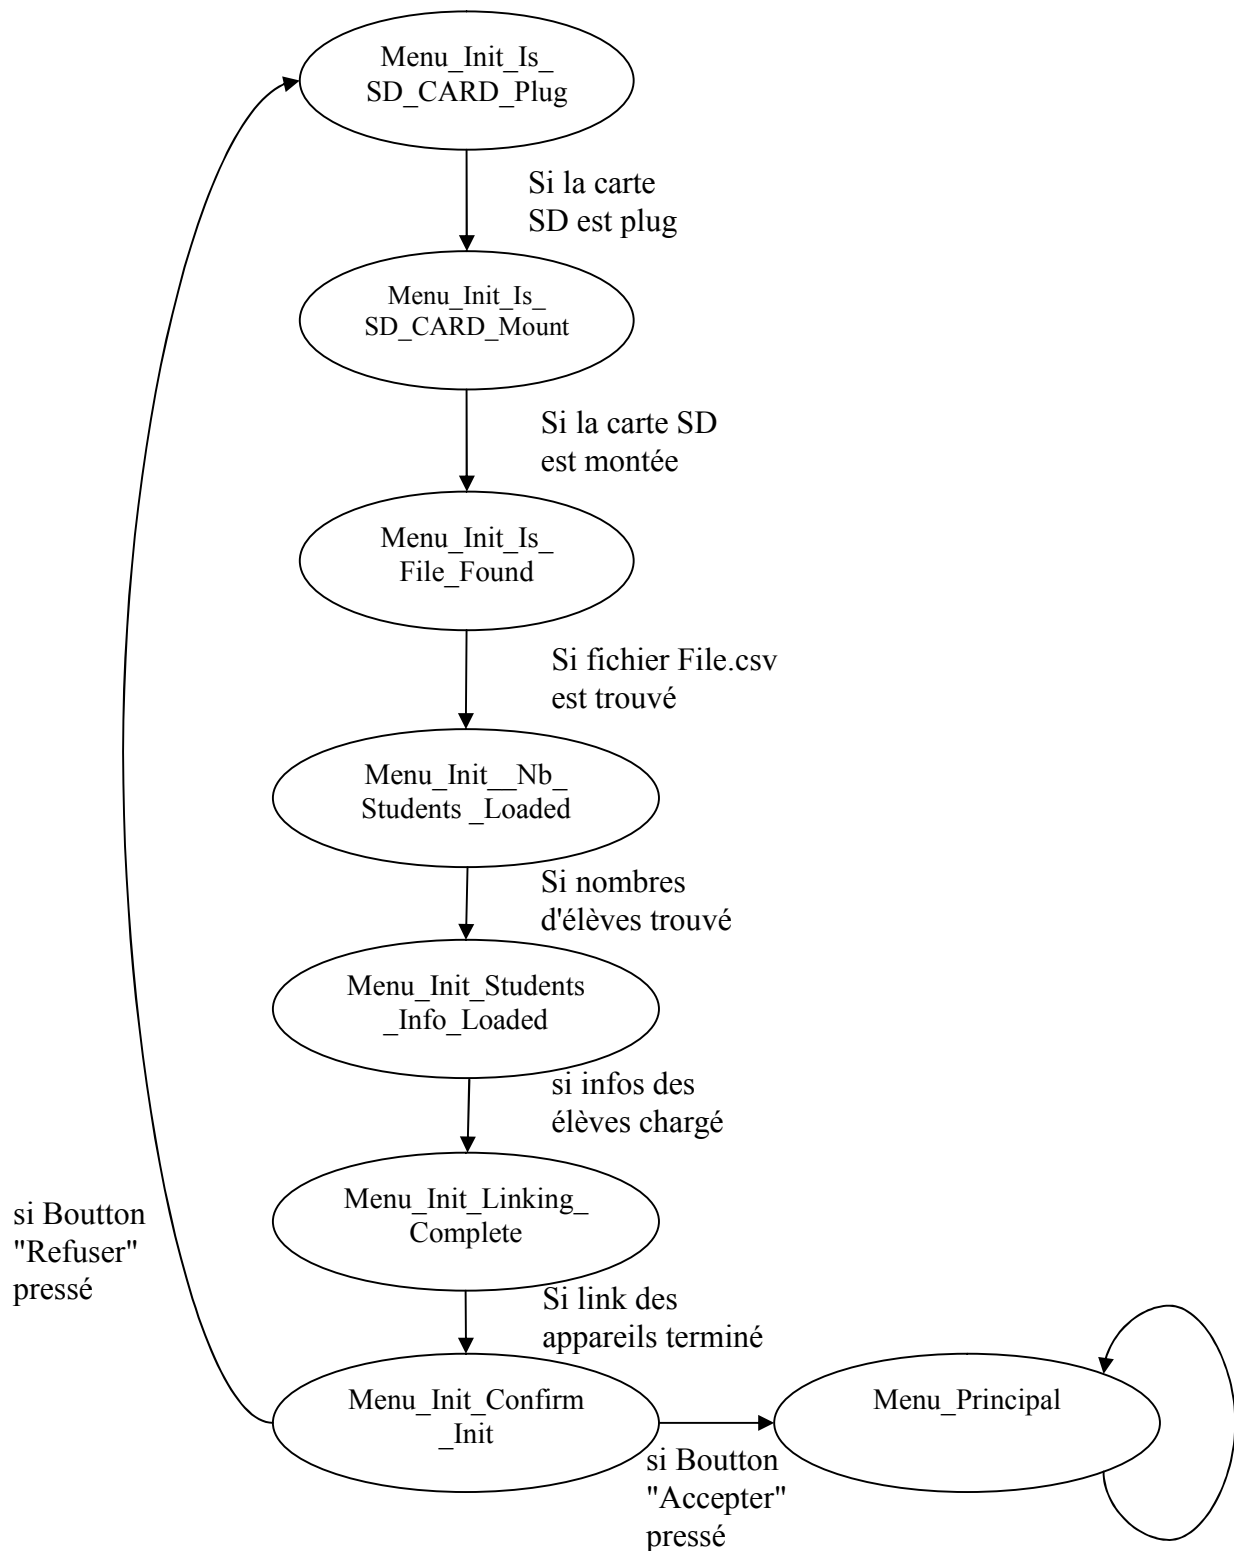 Menu_Init_Is_
SD_CARD_Plug
Si la carte
SD est plug
Menu_Init_Is_
SD_CARD_Mount
Si la carte SD
est montée
Menu_Init_Is_
File_Found
Si fichier File.csv
est trouvé
Menu_Init__Nb_
Students _Loaded
Si nombres
d'élèves trouvé
Menu_Init_Students
_Info_Loaded
si infos des
élèves chargé
Menu_Init_Linking_
Complete
si Boutton
"Refuser"
pressé
Si link des
appareils terminé
Menu_Init_Confirm
_Init
Menu_Principal
si Boutton
"Accepter"
pressé